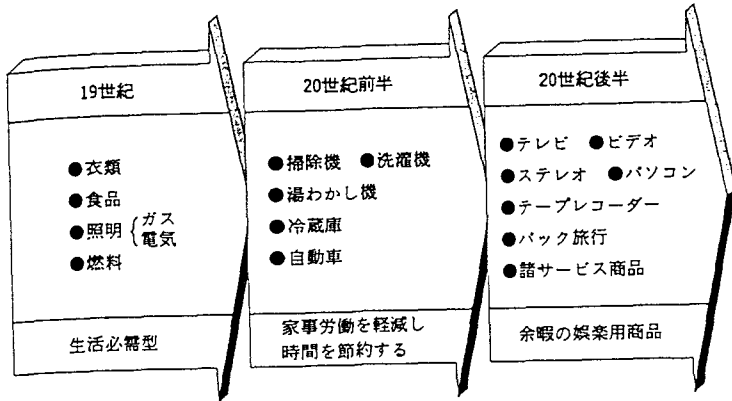 19世紀
●衣類
●食品
●照明{ガス
電気
●燃料
生活必需型
20世紀前半
●掃除機 ●洗濯機
●湯わかし機
●冷蔵庫
●自動車
家事労働を軽減し
時間を節約する
20世紀後半
●テレビ ●ビデオ
●ステレオ ●パソコン
●テープレコーダー
●パック旅行
●諸サービス商品
余暇の娯楽用商品